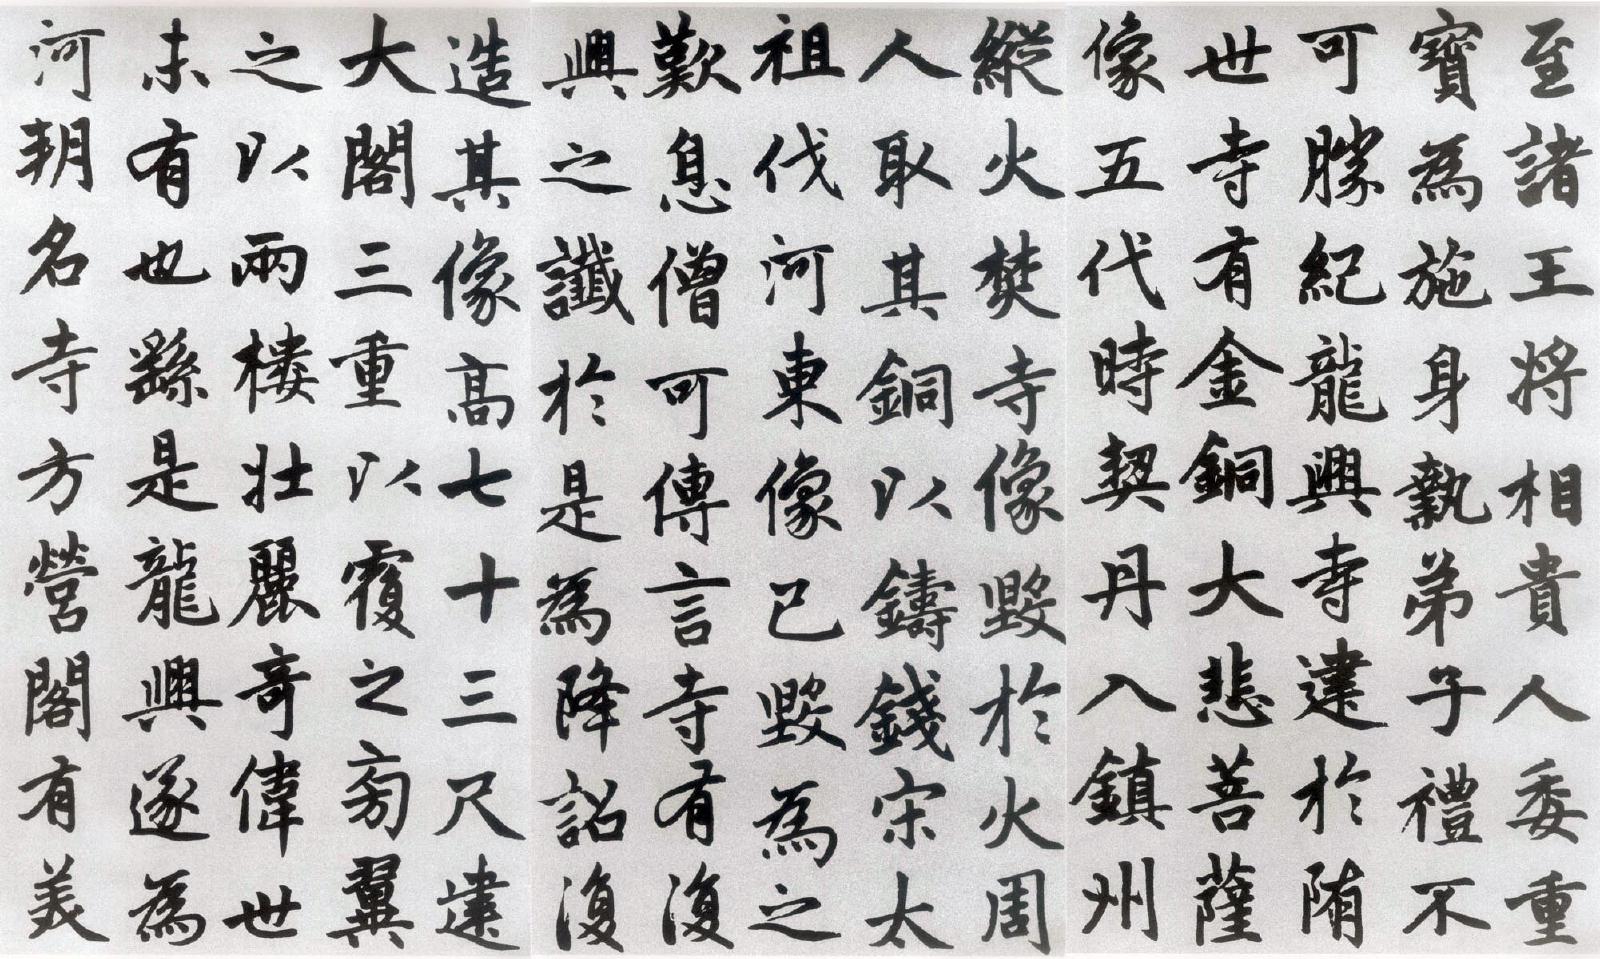 至諸王將相貴人委重
寶為施身執弟子禮不
可勝紀龍興寺建於隋
世寺有金銅大悲菩薩
像五代時契丹入鎮州
縱火焚寺像毀於火周
人取其銅以鑄錢宋太
祖伐河東像已毀為之
歎息僧可傳言寺有復
興之讖於是為降詔復
造其像高七十三尺建
大閣三重以覆之旁翼
之以兩樓壯麗奇偉世
未有也繇是龍興遂為
河朔名寺方營閣有美